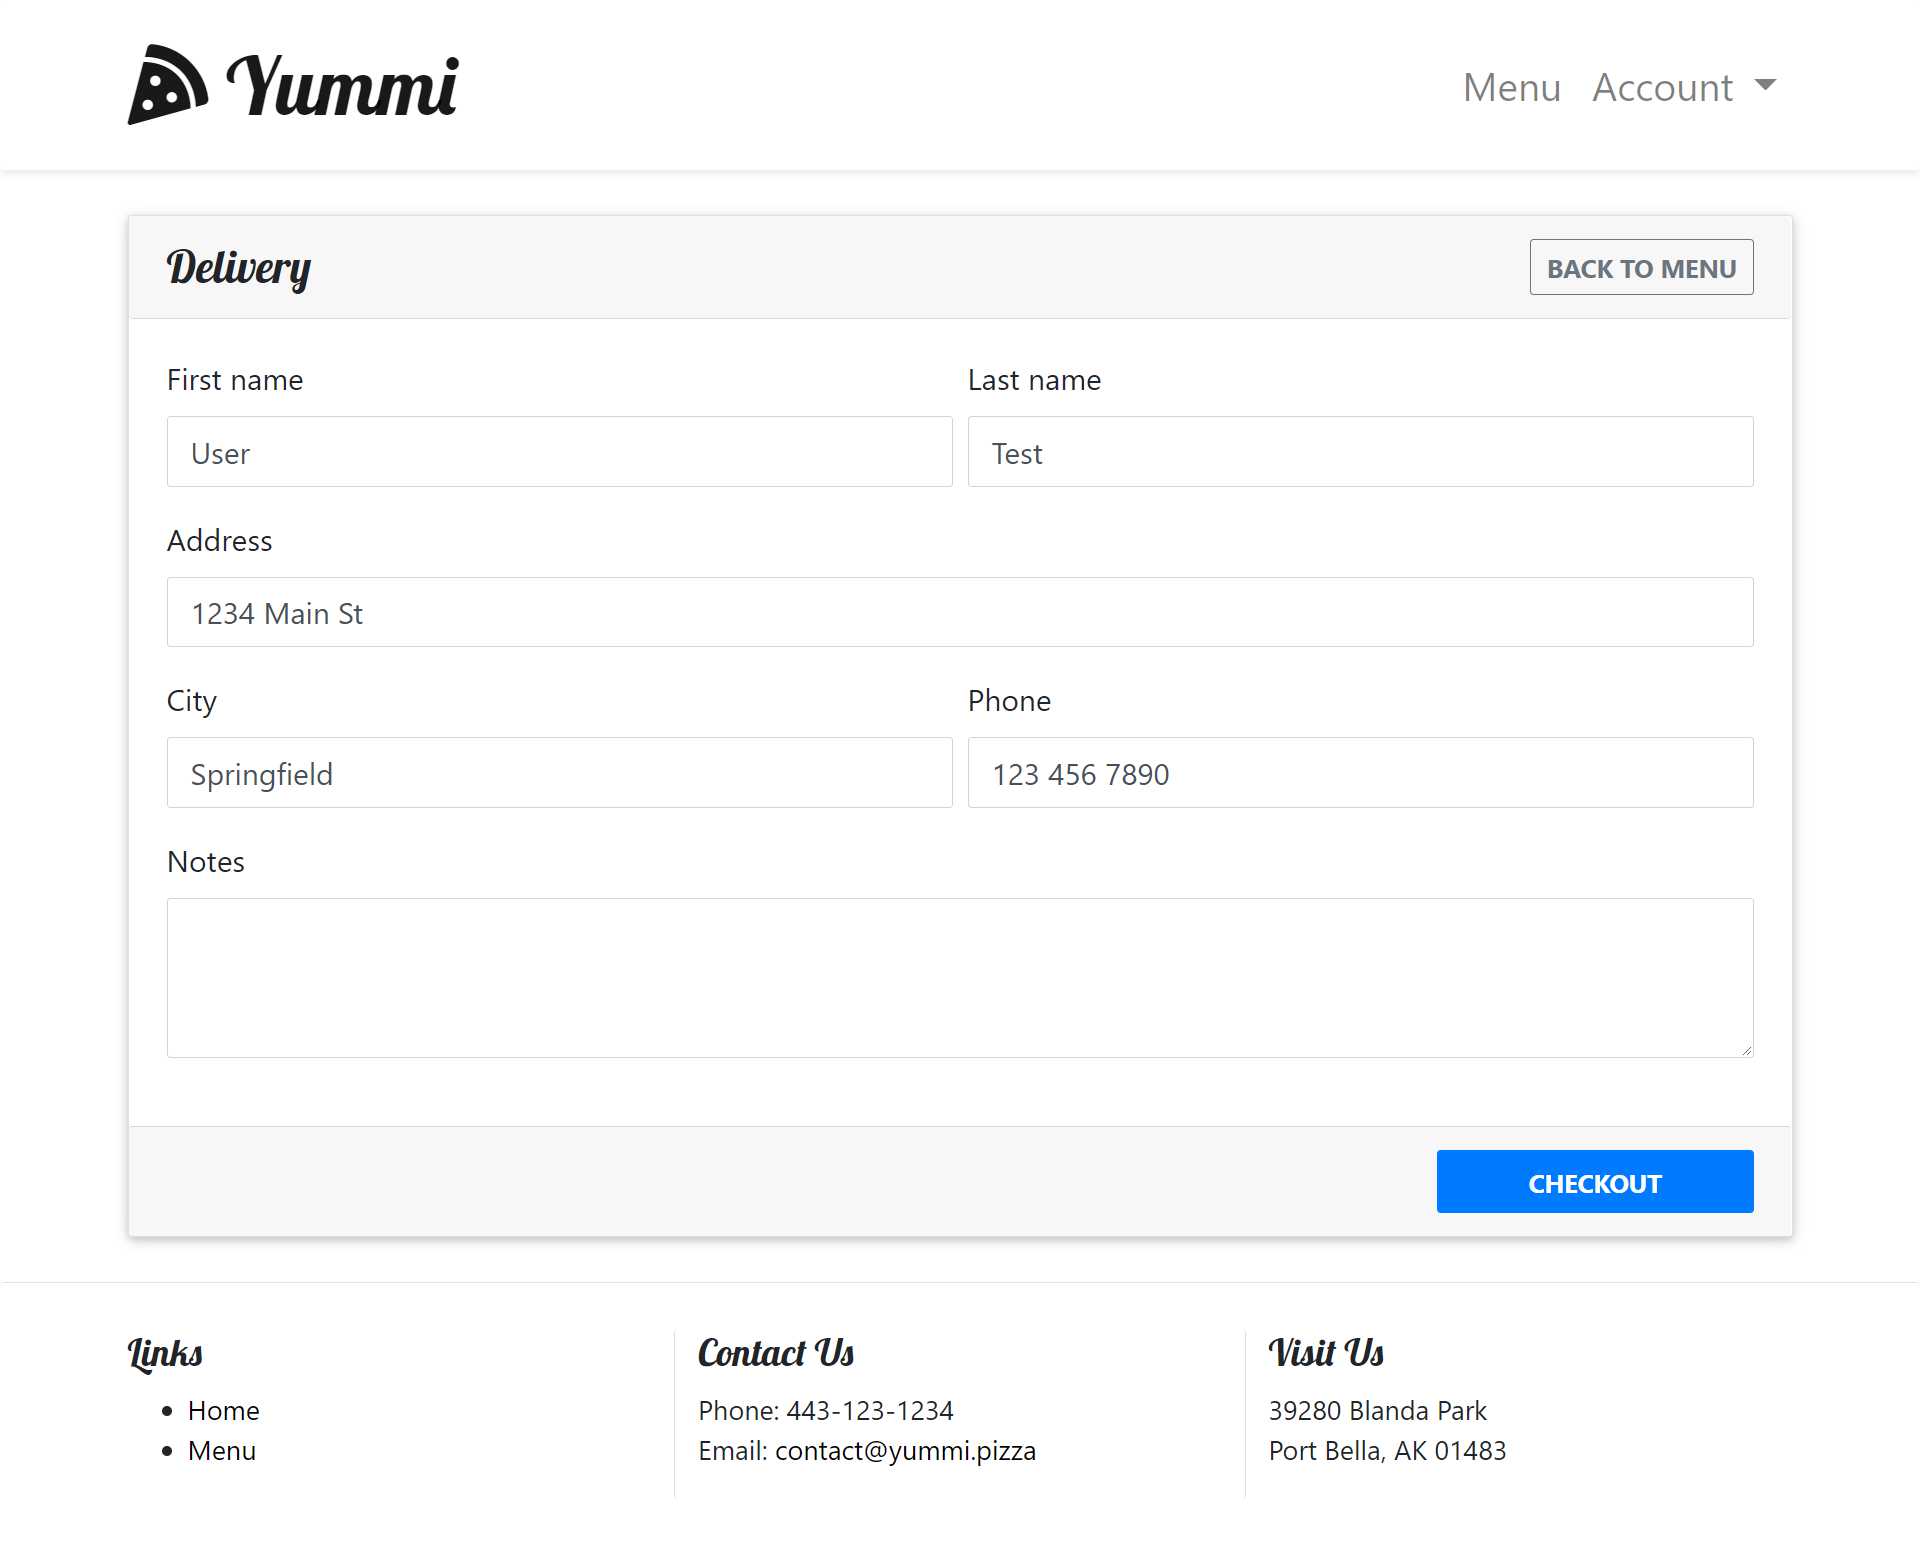 Yummi
Menu Account
Delivery
BACK TO MENU
First name Last name
User Test
Address
1234 Main St
City Phone
Springfield 123 456 7890
Notes
CHECKOUT
Links
Home
Menu
Contact Us
Phone: 443-123-1234
Email: contact@yummi.pizza
Visit Us
39280 Blanda Park
Port Bella, AK 01483